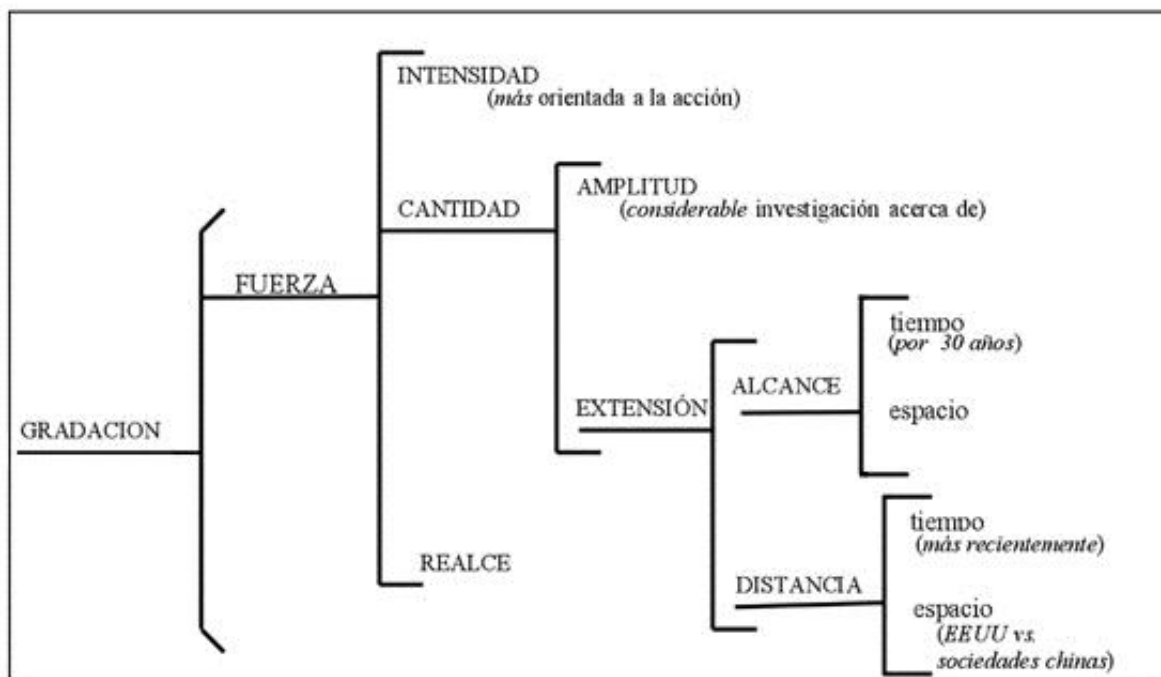 INTENSIDAD
(más orientada a la acción)
AMPLITUD
(considerable investigación acerca de)
CANTIDAD
FUERZA
tiempo
(por 30 años)
ALCANCE
espacio
EXTENSIÓN
GRADACION
tiempo
(más recientemente)
REALCE
DISTANCIA
espacio
(EEUU vs.
sociedades chinas)